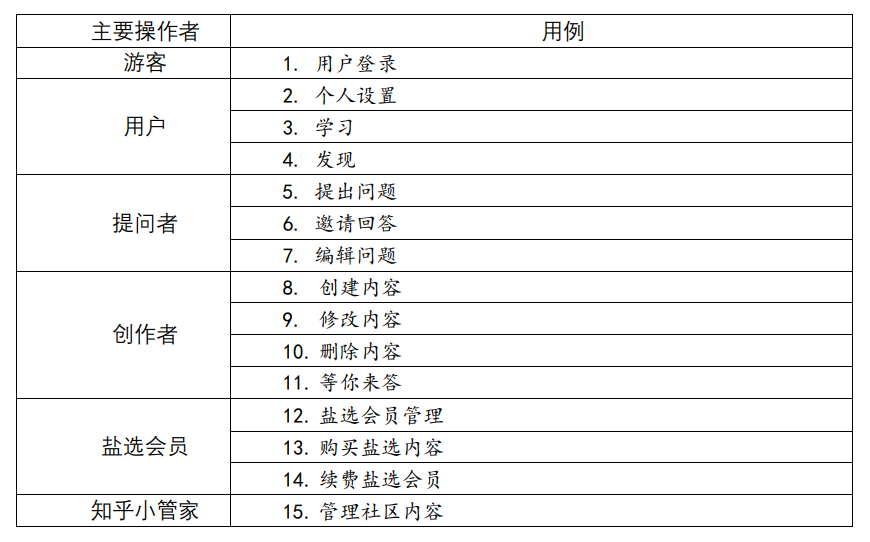 主要操作者 用例
游客 1. 用户登录
用户 2. 个人设置
3. 学习
4. 发现
提问者 5. 提出问题
6. 邀请回答
7. 编辑问题
创作者 8. 创建内容
9. 修改内容
10. 删除内容
11. 等你来答
盐选会员 12. 盐选会员管理
13. 购买盐选内容
14. 续费盐选会员
知乎小管家 15. 管理社区内容